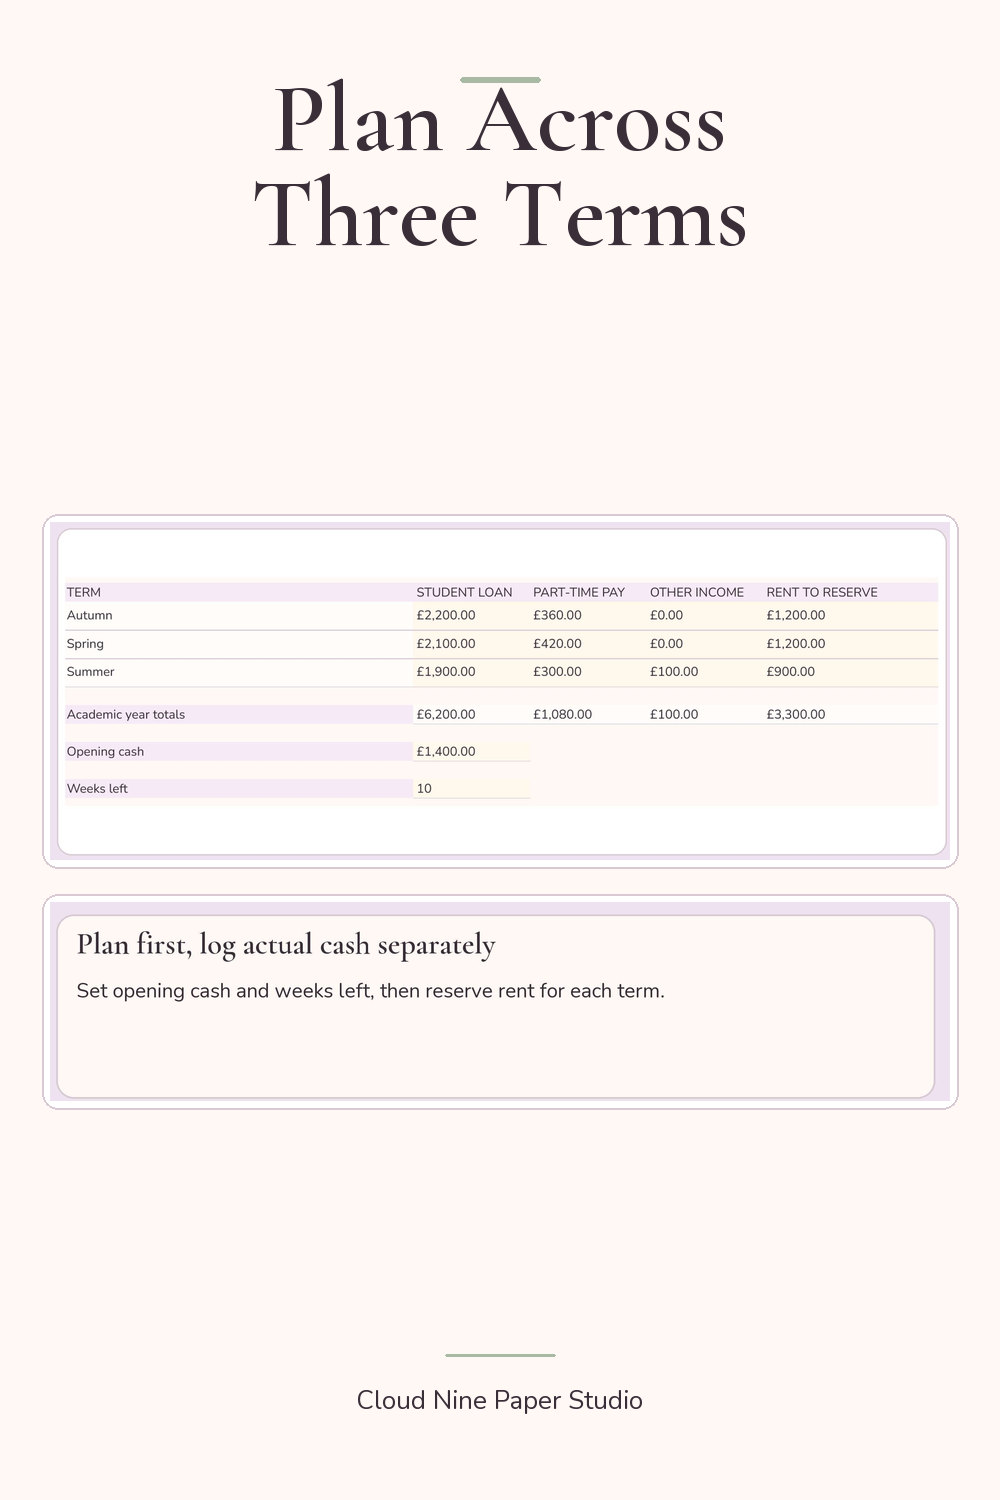 Plan Across
Three Terms
TERM STUDENT LOAN PART-TIME PAY OTHER INCOME RENT TO RESERVE
Autumn £2,200.00 £360.00 £0.00 £1,200.00
Spring £2,100.00 £420.00 £0.00 £1,200.00
Summer £1,900.00 £300.00 £100.00 £900.00
Academic year totals £6,200.00 £1,080.00 £100.00 £3,300.00
Opening cash £1,400.00
Weeks left 10
Plan first, log actual cash separately
Set opening cash and weeks left, then reserve rent for each term.
Cloud Nine Paper Studio